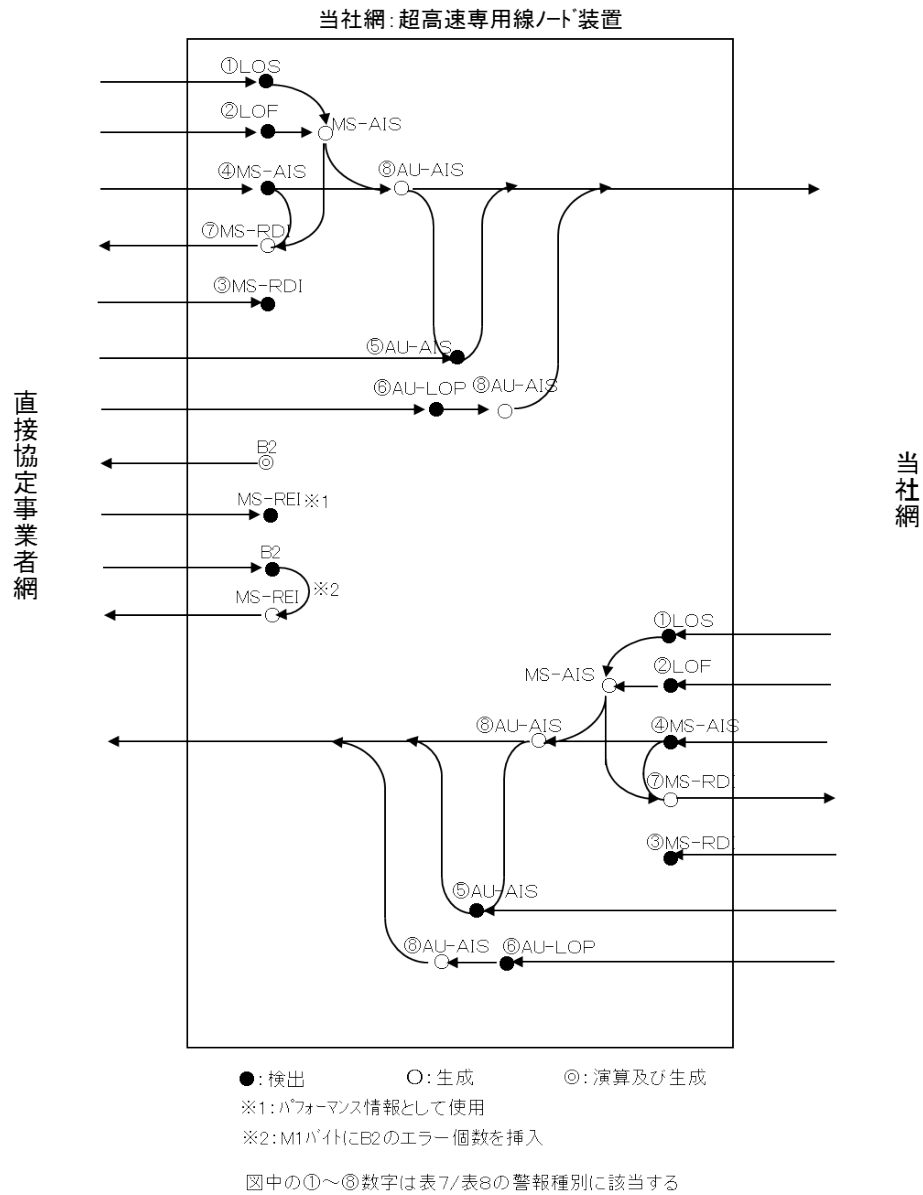 当社網:超高速専用線ノード装置
①LOS
②LOF
MS-AIS
④MS-AIS
⑧AU-AIS
⑦MS-RDI
③MS-RDI
⑤AU-AIS
⑥AU-LOP
⑧AU-AIS
直接協定事業者網
当社網
B2
MS-REI※1
B2
※2
MS-REI
①LOS
MS-AIS
②LOF
⑧AU-AIS
④MS-AIS
⑦MS-RDI
③MS-RDI
⑤AU-AIS
⑧AU-AIS
⑥AU-LOP
●:検出 ○:生成 ◎:演算及び生成
※1:パフォーマンス情報として使用
※2:M1バイトにB2のエラー個数を挿入
図中の①~⑧数字は表7/表8の警報種別に該当する